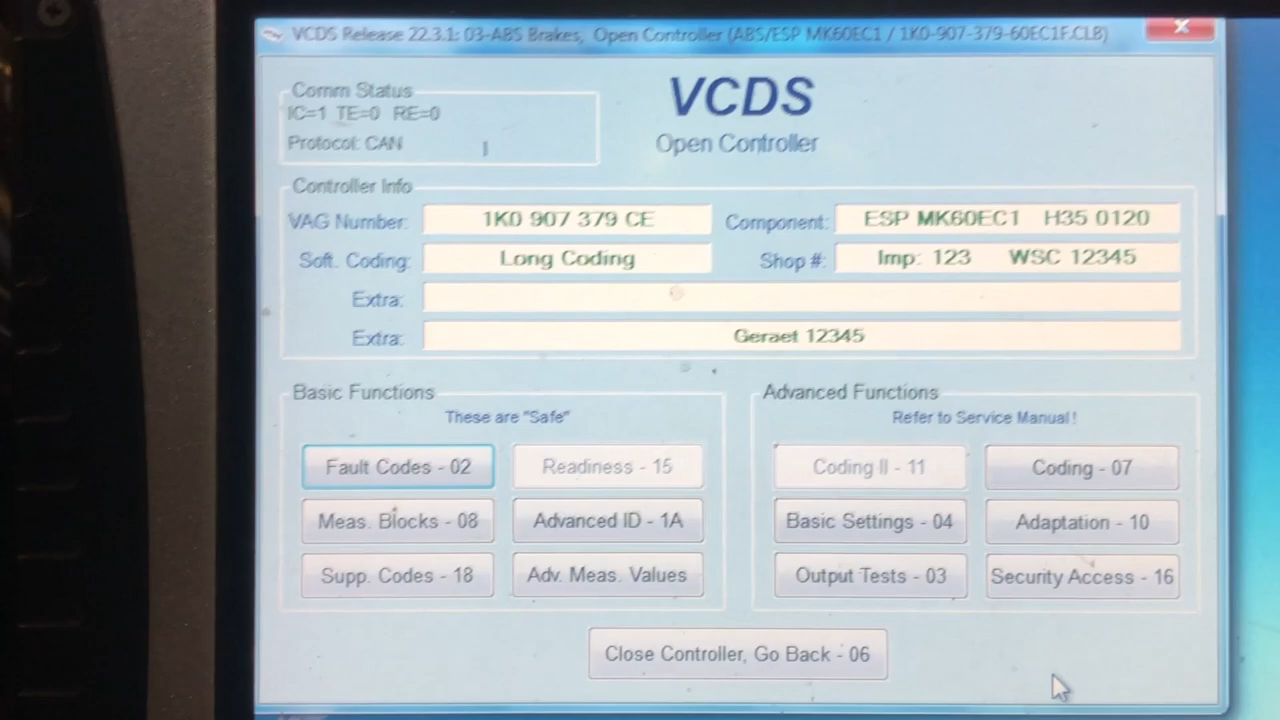 VCDS Release 22.3.1: 03-ABS Brakes, Open Controller (ABS/ESP MK60EC1 / 1K0-907-379-60EC1F.CLB)
Comm Status
IC=1 TE=0 RE=0
Protocol: CAN
VCDS
Open Controller
Controller Info
VAG Number: 1K0 907 379 CE Component: ESP MK60EC1 H35 0120
Soft. Coding: Long Coding Shop #: Imp: 123 WSC 12345
Extra:
Extra: Geraet 12345
Basic Functions
These are "Safe"
Fault Codes - 02 Readiness - 15
Meas. Blocks - 08 Advanced ID - 1A
Supp. Codes - 18 Adv. Meas. Values
Advanced Functions
Refer to Service Manual!
Coding II - 11 Coding - 07
Basic Settings - 04 Adaptation - 10
Output Tests - 03 Security Access - 16
Close Controller, Go Back - 06